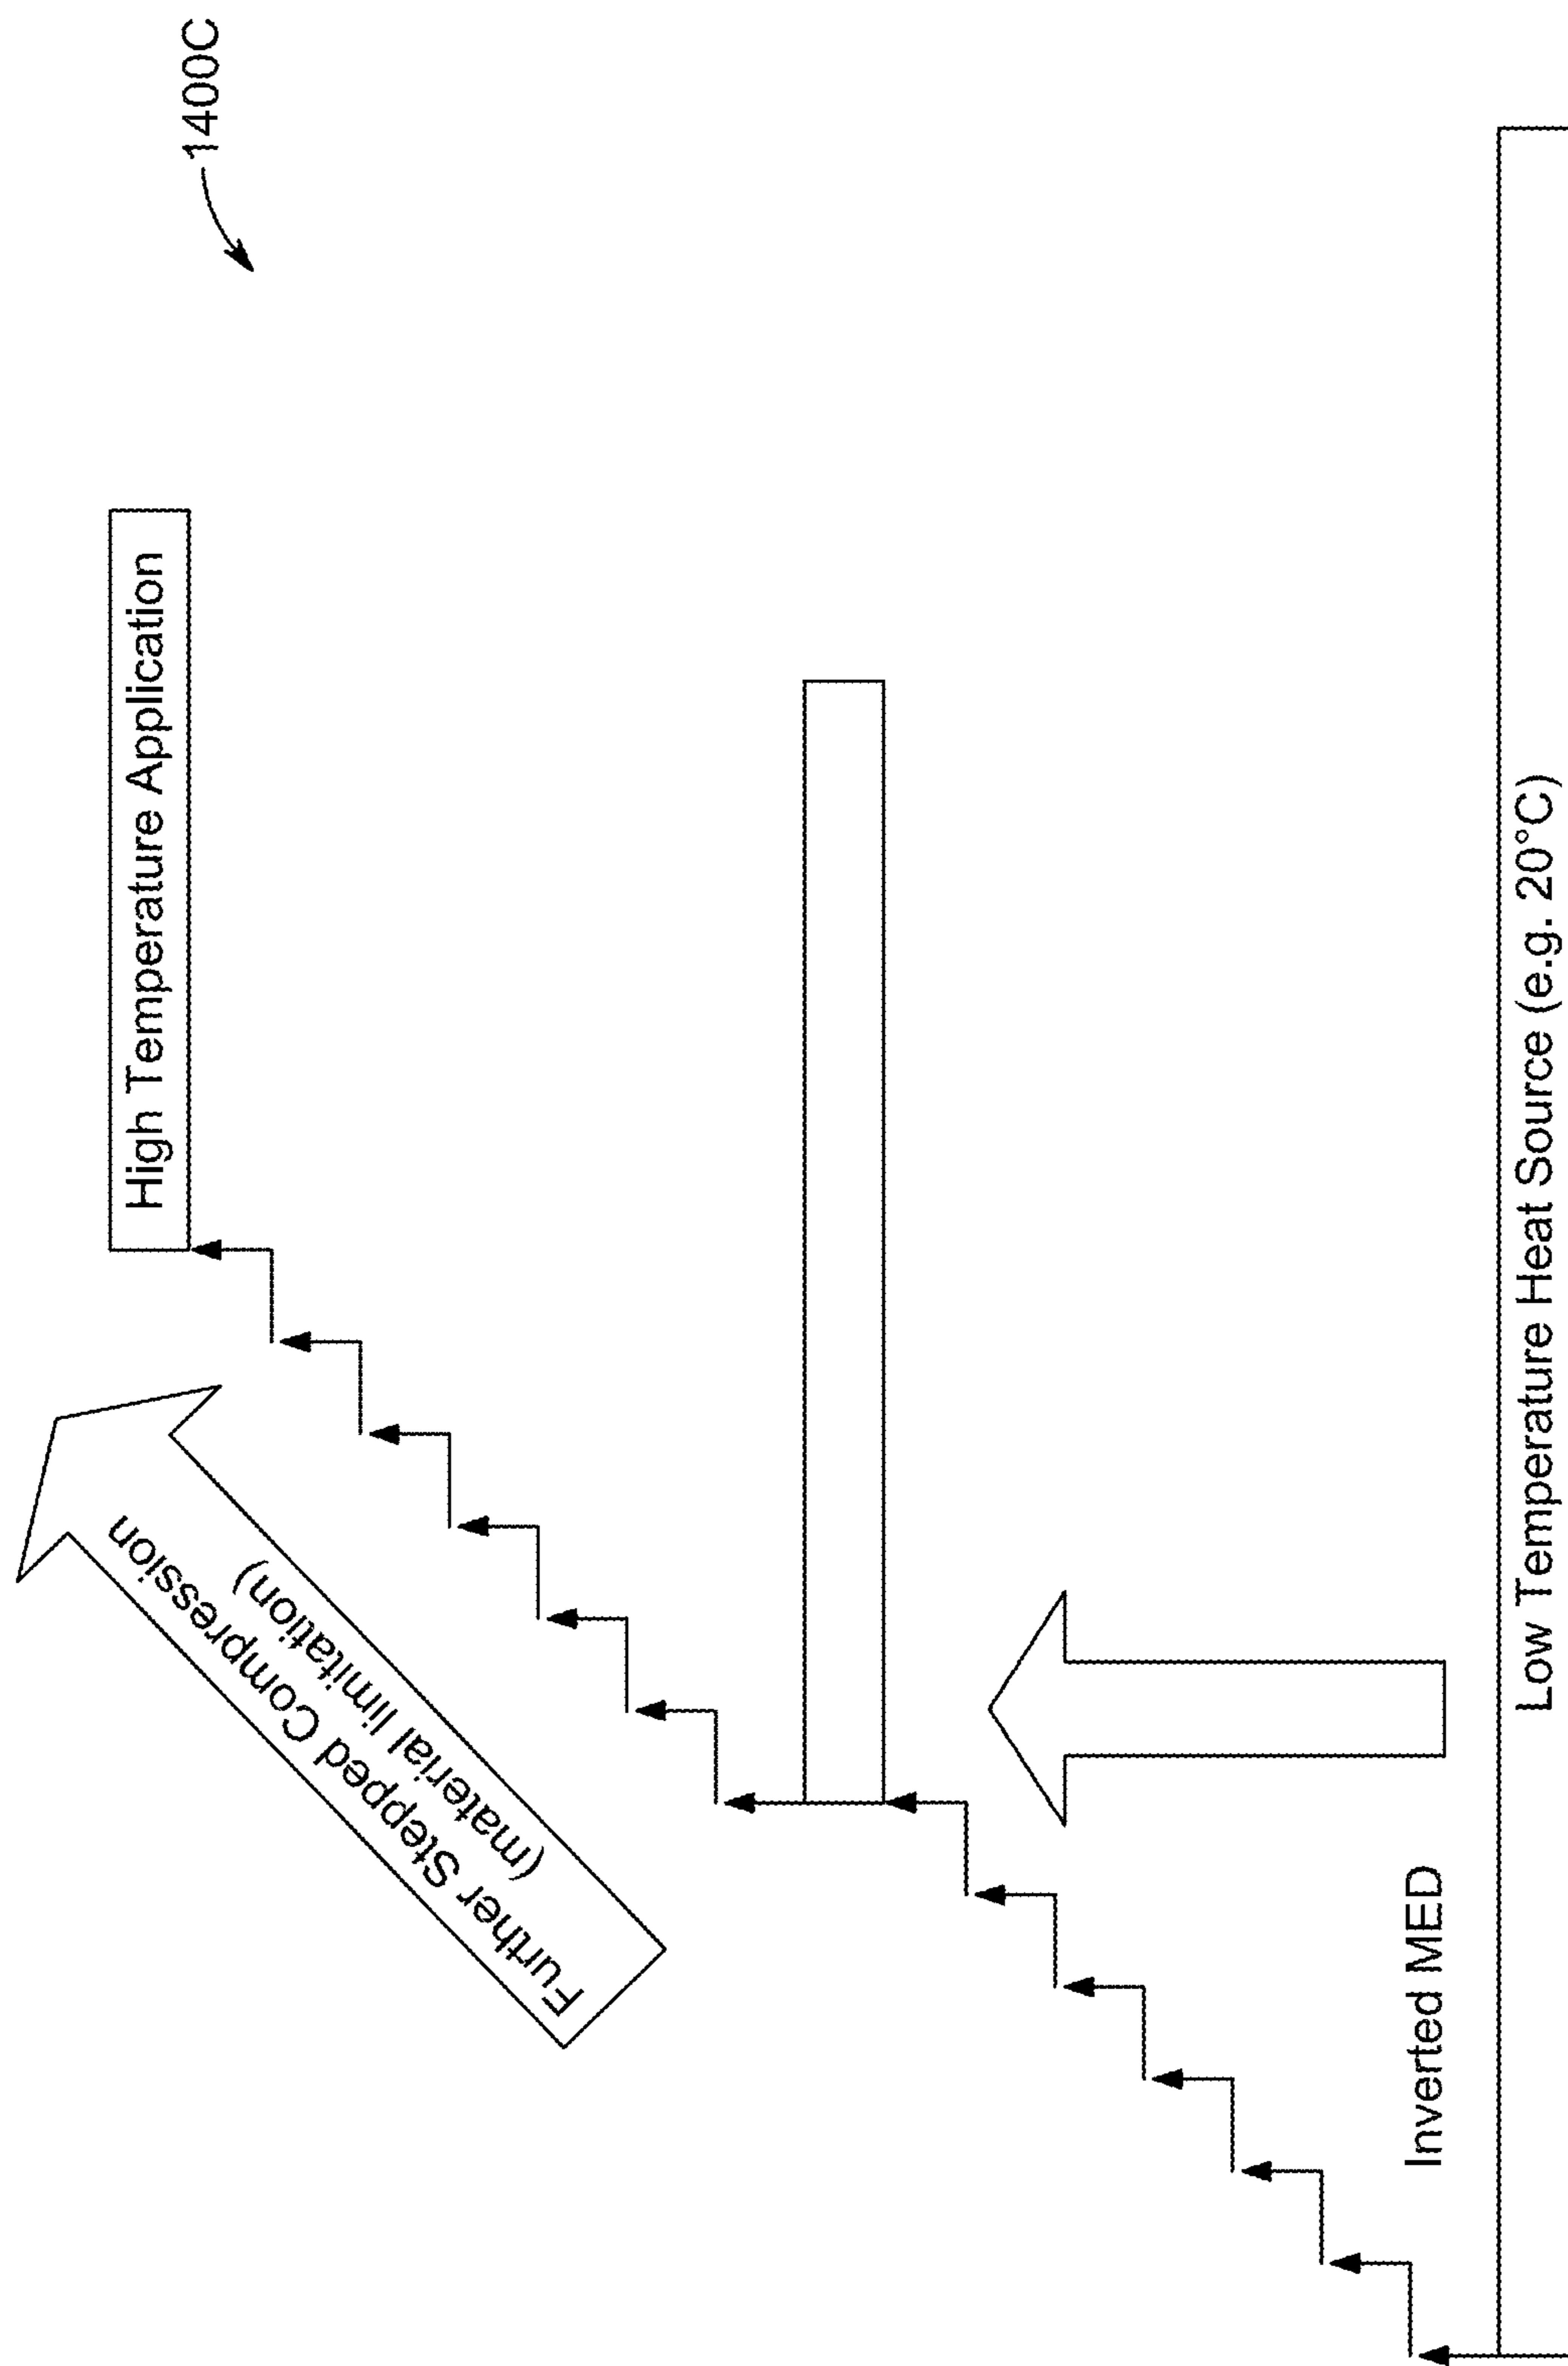 1400C
High Temperature Application
Further Stepped Compression
(material limitation)
Inverted MED
Low Temperature Heat Source (e.g. 20°C)